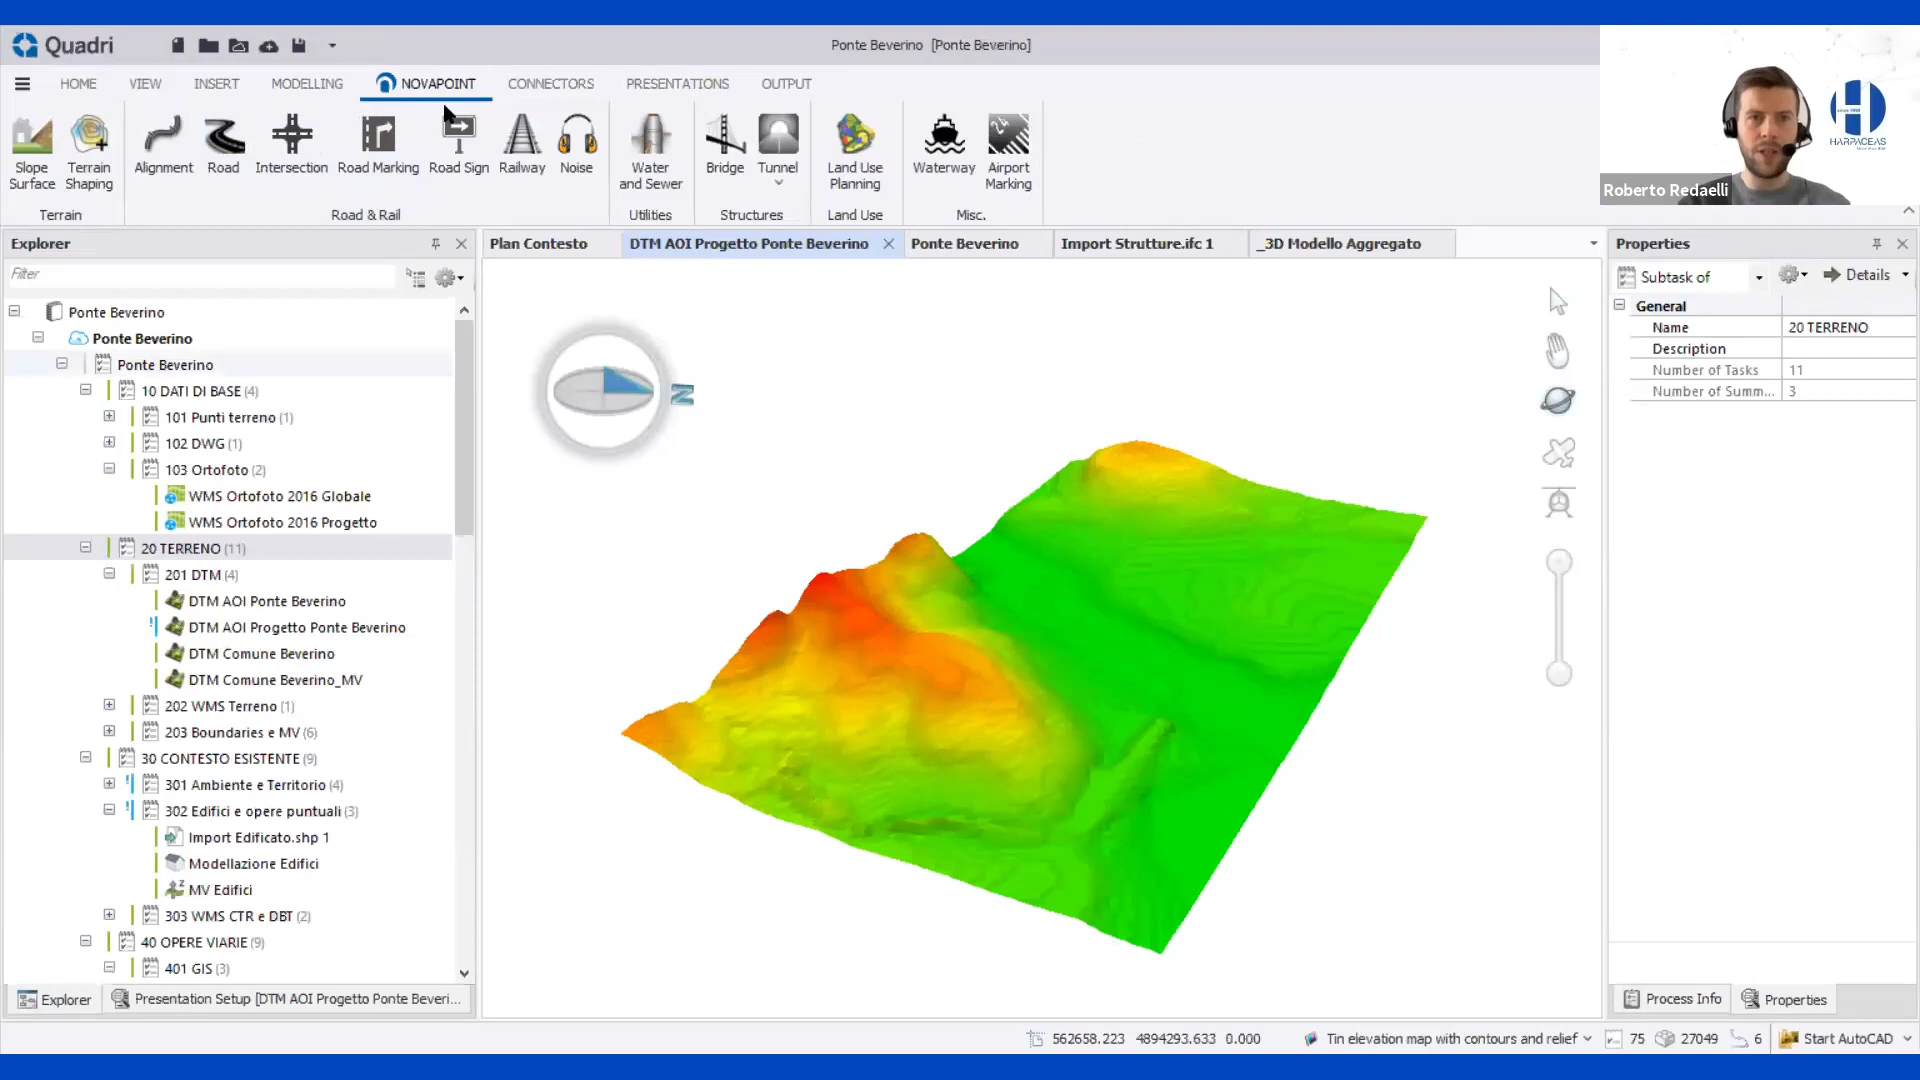 Quadri
Ponte Beverino [Ponte Beverino]
HOME VIEW INSERT MODELLING NOVAPOINT CONNECTORS PRESENTATIONS OUTPUT
HARPACEAS
Roberto Redaelli
Slope Surface
Terrain Shaping
Alignment
Road
Intersection
Road Marking
Road Sign
Railway
Noise
Water and Sewer
Bridge
Tunnel
Land Use Planning
Waterway
Airport Marking
Terrain
Road & Rail
Utilities
Structures
Land Use
Misc.
Explorer
Filter
Ponte Beverino
Ponte Beverino
Ponte Beverino
10 DATI DI BASE (4)
101 Punti terreno (1)
102 DWG (1)
103 Ortofoto (2)
WMS Ortofoto 2016 Globale
WMS Ortofoto 2016 Progetto
20 TERRENO (11)
201 DTM (4)
DTM AOI Ponte Beverino
DTM AOI Progetto Ponte Beverino
DTM Comune Beverino
DTM Comune Beverino_MV
202 WMS Terreno (1)
203 Boundaries e MV (6)
30 CONTESTO ESISTENTE (9)
301 Ambiente e Territorio (4)
302 Edifici e opere puntuali (3)
Import Edificato.shp 1
Modellazione Edifici
MV Edifici
303 WMS CTR e DBT (2)
40 OPERE VIARIE (9)
401 GIS (3)
Explorer
Presentation Setup [DTM AOI Progetto Ponte Beveri...
Plan Contesto
DTM AOI Progetto Ponte Beverino
Ponte Beverino
Import Strutture.ifc 1
_3D Modello Aggregato
N
Properties
Subtask of
Details
General
Name 20 TERRENO
Description
Number of Tasks 11
Number of Summ... 3
Process Info
Properties
562658.223 4894293.633 0.000
Tin elevation map with contours and relief
75
27049
6
Start AutoCAD